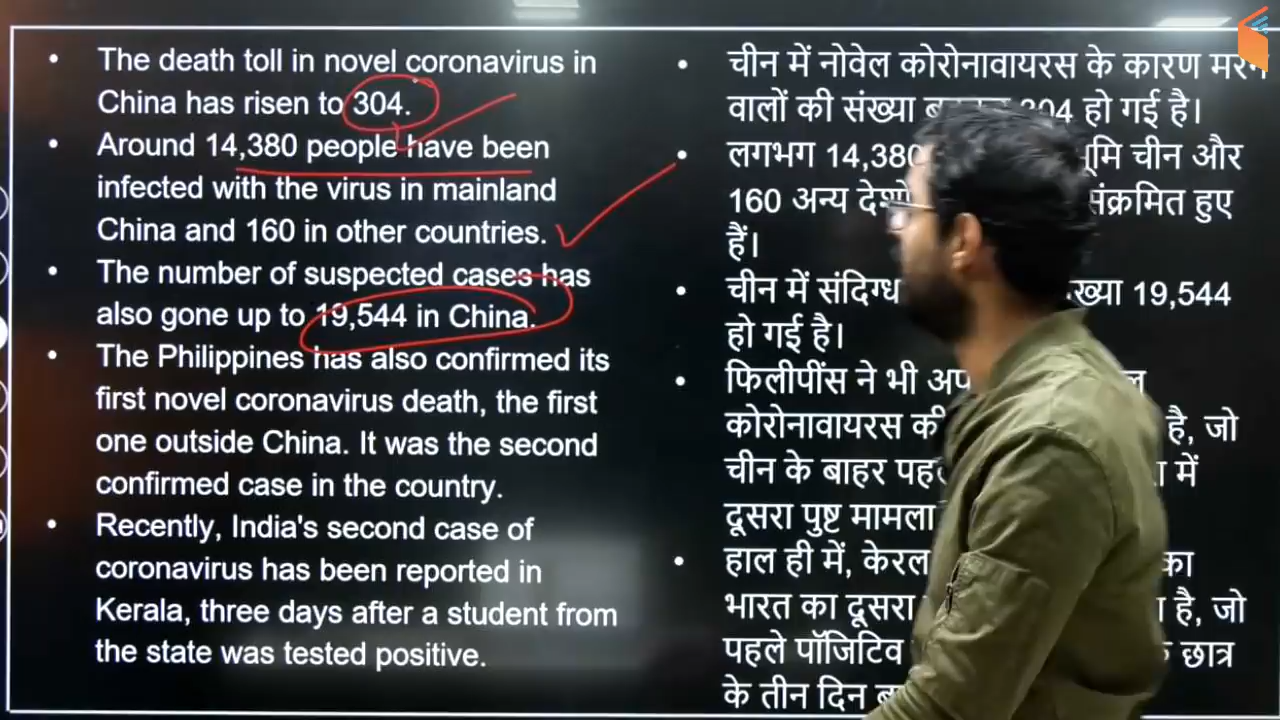 The death toll in novel coronavirus in
China has risen to 304.
Around 14,380 people have been
infected with the virus in mainland
China and 160 in other countries.
The number of suspected cases has
also gone up to 19,544 in China.
The Philippines has also confirmed its
first novel coronavirus death, the first
one outside China. It was the second
confirmed case in the country.
Recently, India's second case of
coronavirus has been reported in
Kerala, three days after a student from
the state was tested positive.
चीन में नोवेल कोरोनावायरस के कारण मरने
वालों की संख्या 304 हो गई है।
लगभग 14,380 चीन और
160 अन्य संक्रमित हुए
हैं।
चीन में संदिग्ध 19,544
हो गई है।
फिलीपींस ने भी
कोरोनावायरस की है, जो
चीन के बाहर में
दूसरा पुष्ट मामला
हाल ही में, केरल का
भारत का दूसरा है, जो
पहले पॉजिटिव छात्र
के तीन दिन